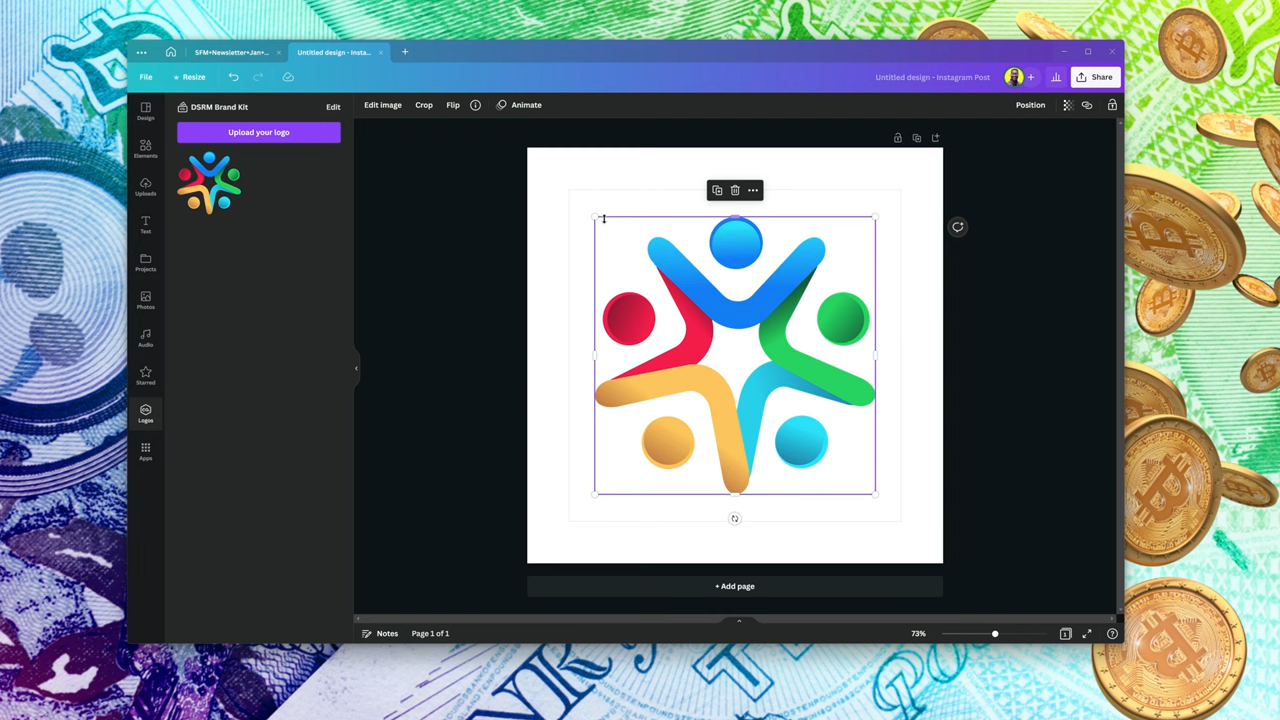 SFM+Newsletter+Jan+...
Untitled design - Insta...
File
Resize
Untitled design - Instagram Post
Share
DSRM Brand Kit
Edit
Edit image
Crop
Flip
Animate
Position
Upload your logo
Design
Elements
Uploads
Text
Projects
Photos
Audio
Starred
Logos
Apps
+ Add page
Notes
Page 1 of 1
73%
1